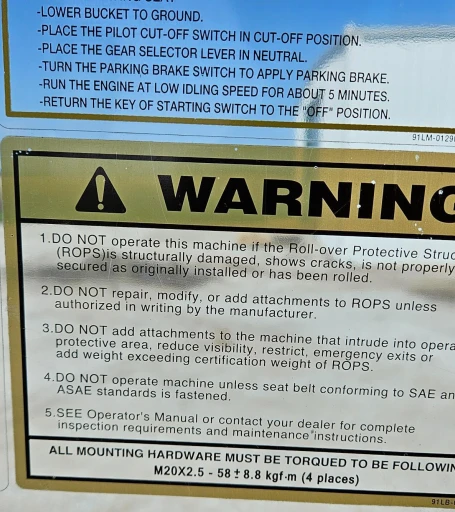 -LOWER BUCKET TO GROUND.
-PLACE THE PILOT CUT-OFF SWITCH IN CUT-OFF POSITION.
-PLACE THE GEAR SELECTOR LEVER IN NEUTRAL.
-TURN THE PARKING BRAKE SWITCH TO APPLY PARKING BRAKE.
-RUN THE ENGINE AT LOW IDLING SPEED FOR ABOUT 5 MINUTES.
-RETURN THE KEY OF STARTING SWITCH TO THE "OFF" POSITION.
91LM-0129
WARNING
1.DO NOT operate this machine if the Roll-over Protective Struc
(ROPS)is structurally damaged, shows cracks, is not properly
secured as originally installed or has been rolled.
2.DO NOT repair, modify, or add attachments to ROPS unless
authorized in writing by the manufacturer.
3.DO NOT add attachments to the machine that intrude into opera
protective area, reduce visibility, restrict, emergency exits or
add weight exceeding certification weight of ROPS.
4.DO NOT operate machine unless seat belt conforming to SAE an
ASAE standards is fastened.
5.SEE Operator's Manual or contact your dealer for complete
inspection requirements and maintenance instructions.
ALL MOUNTING HARDWARE MUST BE TORQUED TO BE FOLLOWIN
M20X2.5 - 58±8.8 kgf·m (4 places)
91LB-